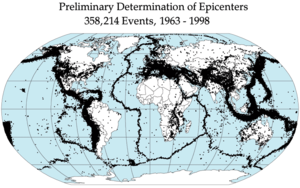 Preliminary Determination of Epicenters
358,214 Events, 1963 - 1998